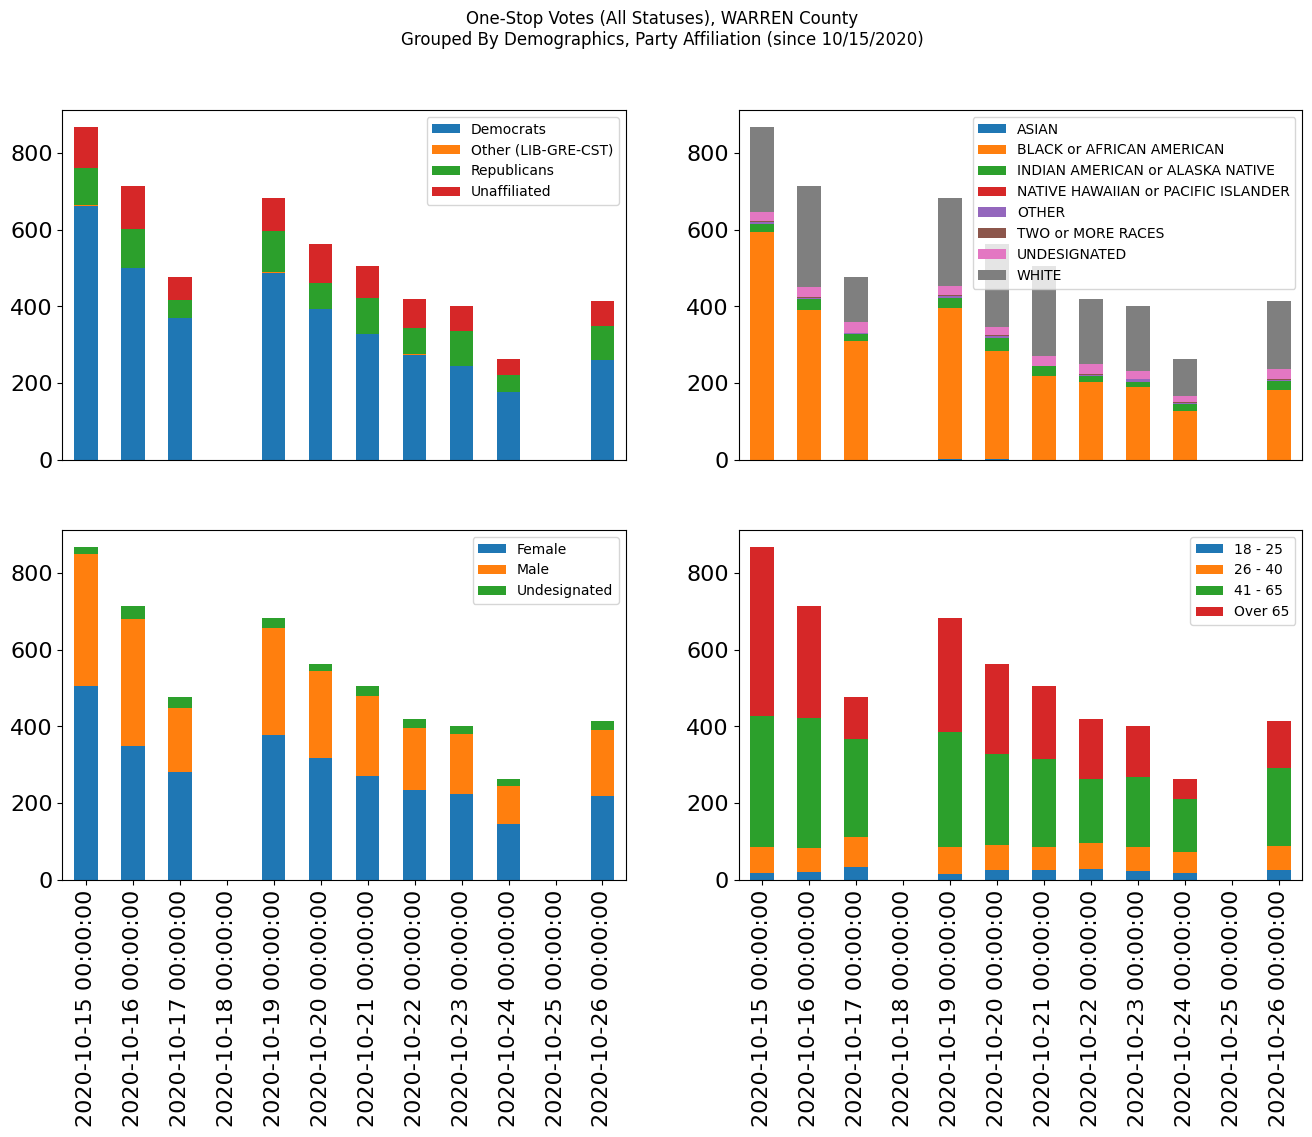 One-Stop Votes (All Statuses), WARREN County
Grouped By Demographics, Party Affiliation (since 10/15/2020)
800
600
400
200
0
Democrats
Other (LIB-GRE-CST)
Republicans
Unaffiliated
800
600
400
200
0
ASIAN
BLACK or AFRICAN AMERICAN
INDIAN AMERICAN or ALASKA NATIVE
NATIVE HAWAIIAN or PACIFIC ISLANDER
OTHER
TWO or MORE RACES
UNDESIGNATED
WHITE
800
600
400
200
0
Female
Male
Undesignated
2020-10-15 00:00:00
2020-10-16 00:00:00
2020-10-17 00:00:00
2020-10-18 00:00:00
2020-10-19 00:00:00
2020-10-20 00:00:00
2020-10-21 00:00:00
2020-10-22 00:00:00
2020-10-23 00:00:00
2020-10-24 00:00:00
2020-10-25 00:00:00
2020-10-26 00:00:00
800
600
400
200
0
18 - 25
26 - 40
41 - 65
Over 65
2020-10-15 00:00:00
2020-10-16 00:00:00
2020-10-17 00:00:00
2020-10-18 00:00:00
2020-10-19 00:00:00
2020-10-20 00:00:00
2020-10-21 00:00:00
2020-10-22 00:00:00
2020-10-23 00:00:00
2020-10-24 00:00:00
2020-10-25 00:00:00
2020-10-26 00:00:00